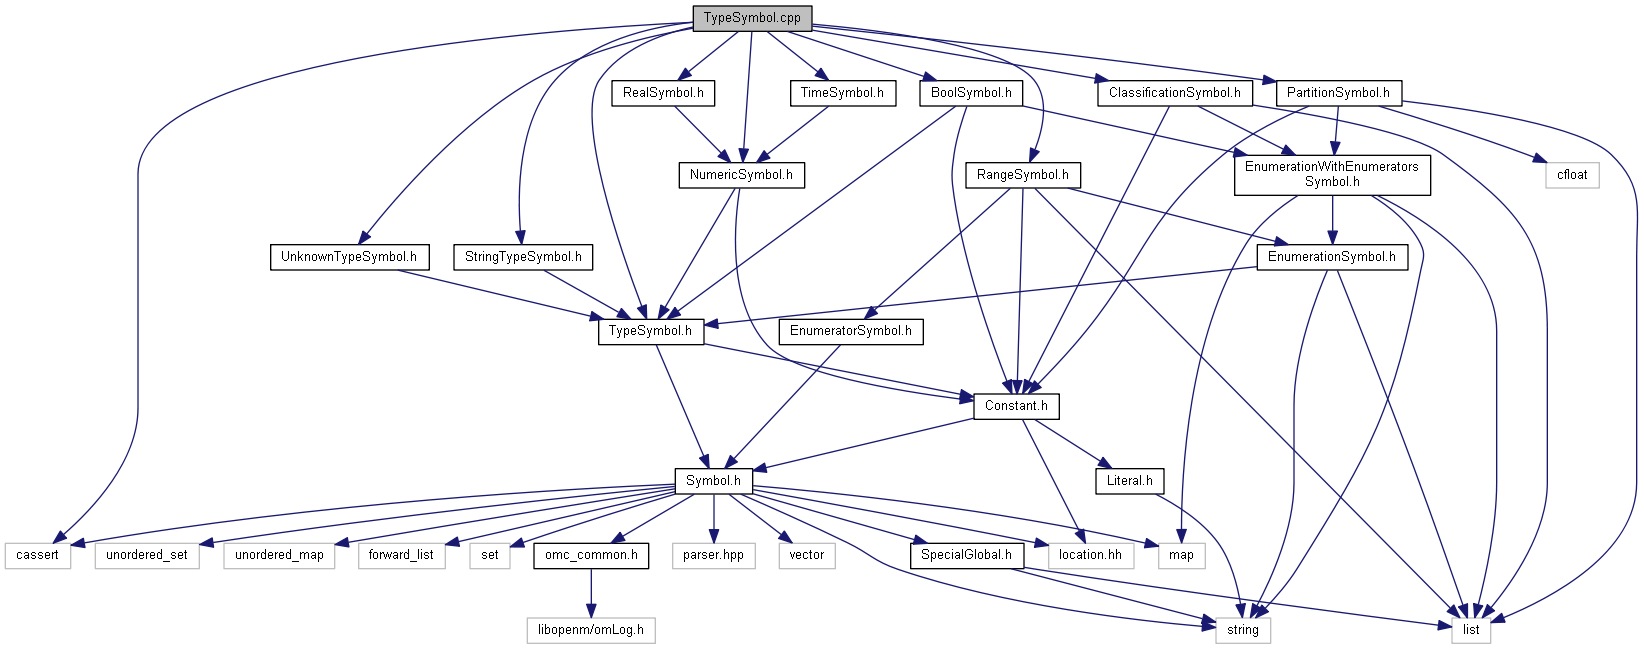 TypeSymbol.cpp
RealSymbol.h
TimeSymbol.h
BoolSymbol.h
ClassificationSymbol.h
PartitionSymbol.h
NumericSymbol.h
RangeSymbol.h
EnumerationWithEnumerators
Symbol.h
cfloat
UnknownTypeSymbol.h
StringTypeSymbol.h
EnumerationSymbol.h
TypeSymbol.h
EnumeratorSymbol.h
Constant.h
Symbol.h
Literal.h
cassert
unordered_set
unordered_map
forward_list
set
omc_common.h
parser.hpp
vector
SpecialGlobal.h
location.hh
map
libopenm/omLog.h
string
list